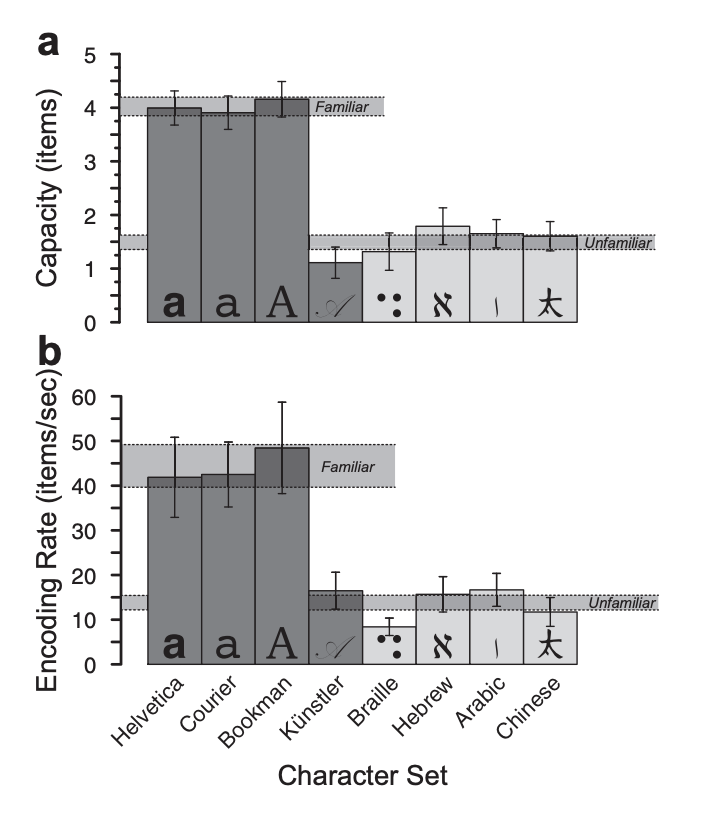 a
Capacity (items)
5
4
3
2
1
0
Familiar
Unfamiliar
a a A 𝒜 א ا 太
b
Encoding Rate (items/sec)
60
50
40
30
20
10
0
Familiar
Unfamiliar
a a A 𝒜 א ا 太
Helvetica
Courier
Bookman
Künstler
Braille
Hebrew
Arabic
Chinese
Character Set